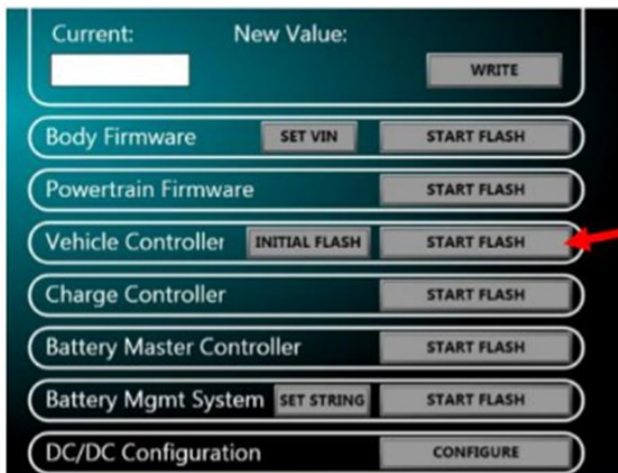 Current: New Value:
WRITE
Body Firmware SET VIN START FLASH
Powertrain Firmware START FLASH
Vehicle Controller INITIAL FLASH START FLASH
Charge Controller START FLASH
Battery Master Controller START FLASH
Battery Mgmt System SET STRING START FLASH
DC/DC Configuration CONFIGURE